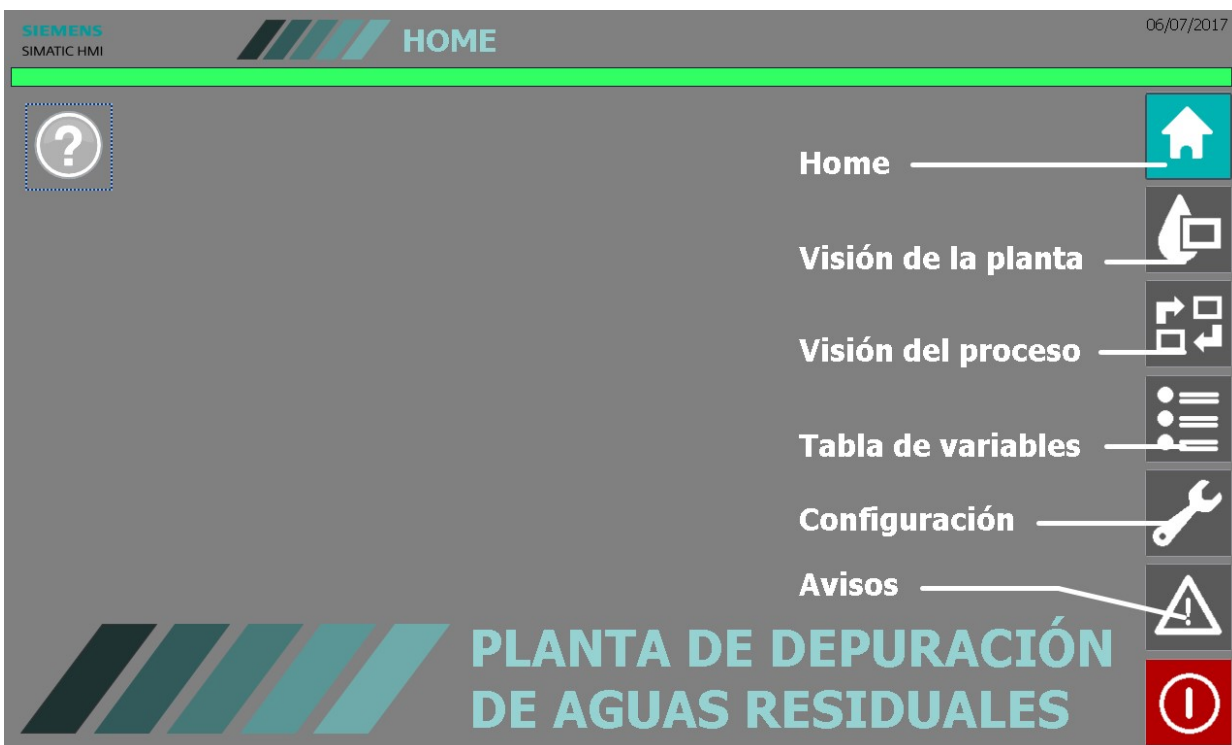 SIEMENS
SIMATIC HMI
HOME
06/07/2017
?
Home
Visión de la planta
Visión del proceso
Tabla de variables
Configuración
Avisos
PLANTA DE DEPURACIÓN
DE AGUAS RESIDUALES